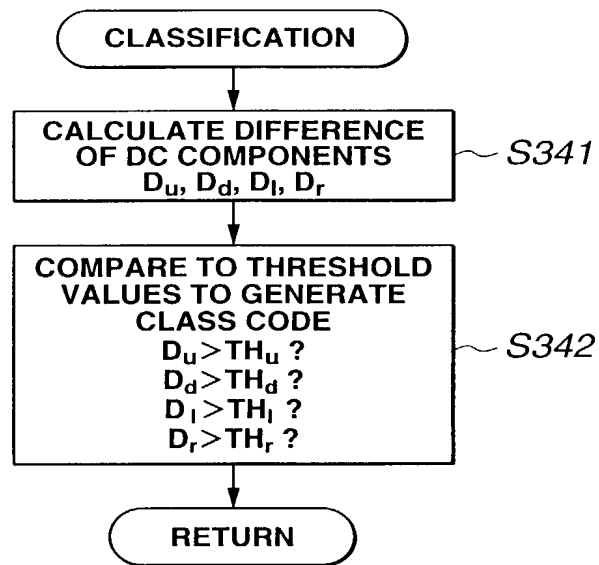 CLASSIFICATION
CALCULATE DIFFERENCE
OF DC COMPONENTS
Du, Dd, Dl, Dr
S341
COMPARE TO THRESHOLD
VALUES TO GENERATE
CLASS CODE
Du>THu ?
Dd>THd ?
Dl>THl ?
Dr>THr ?
S342
RETURN